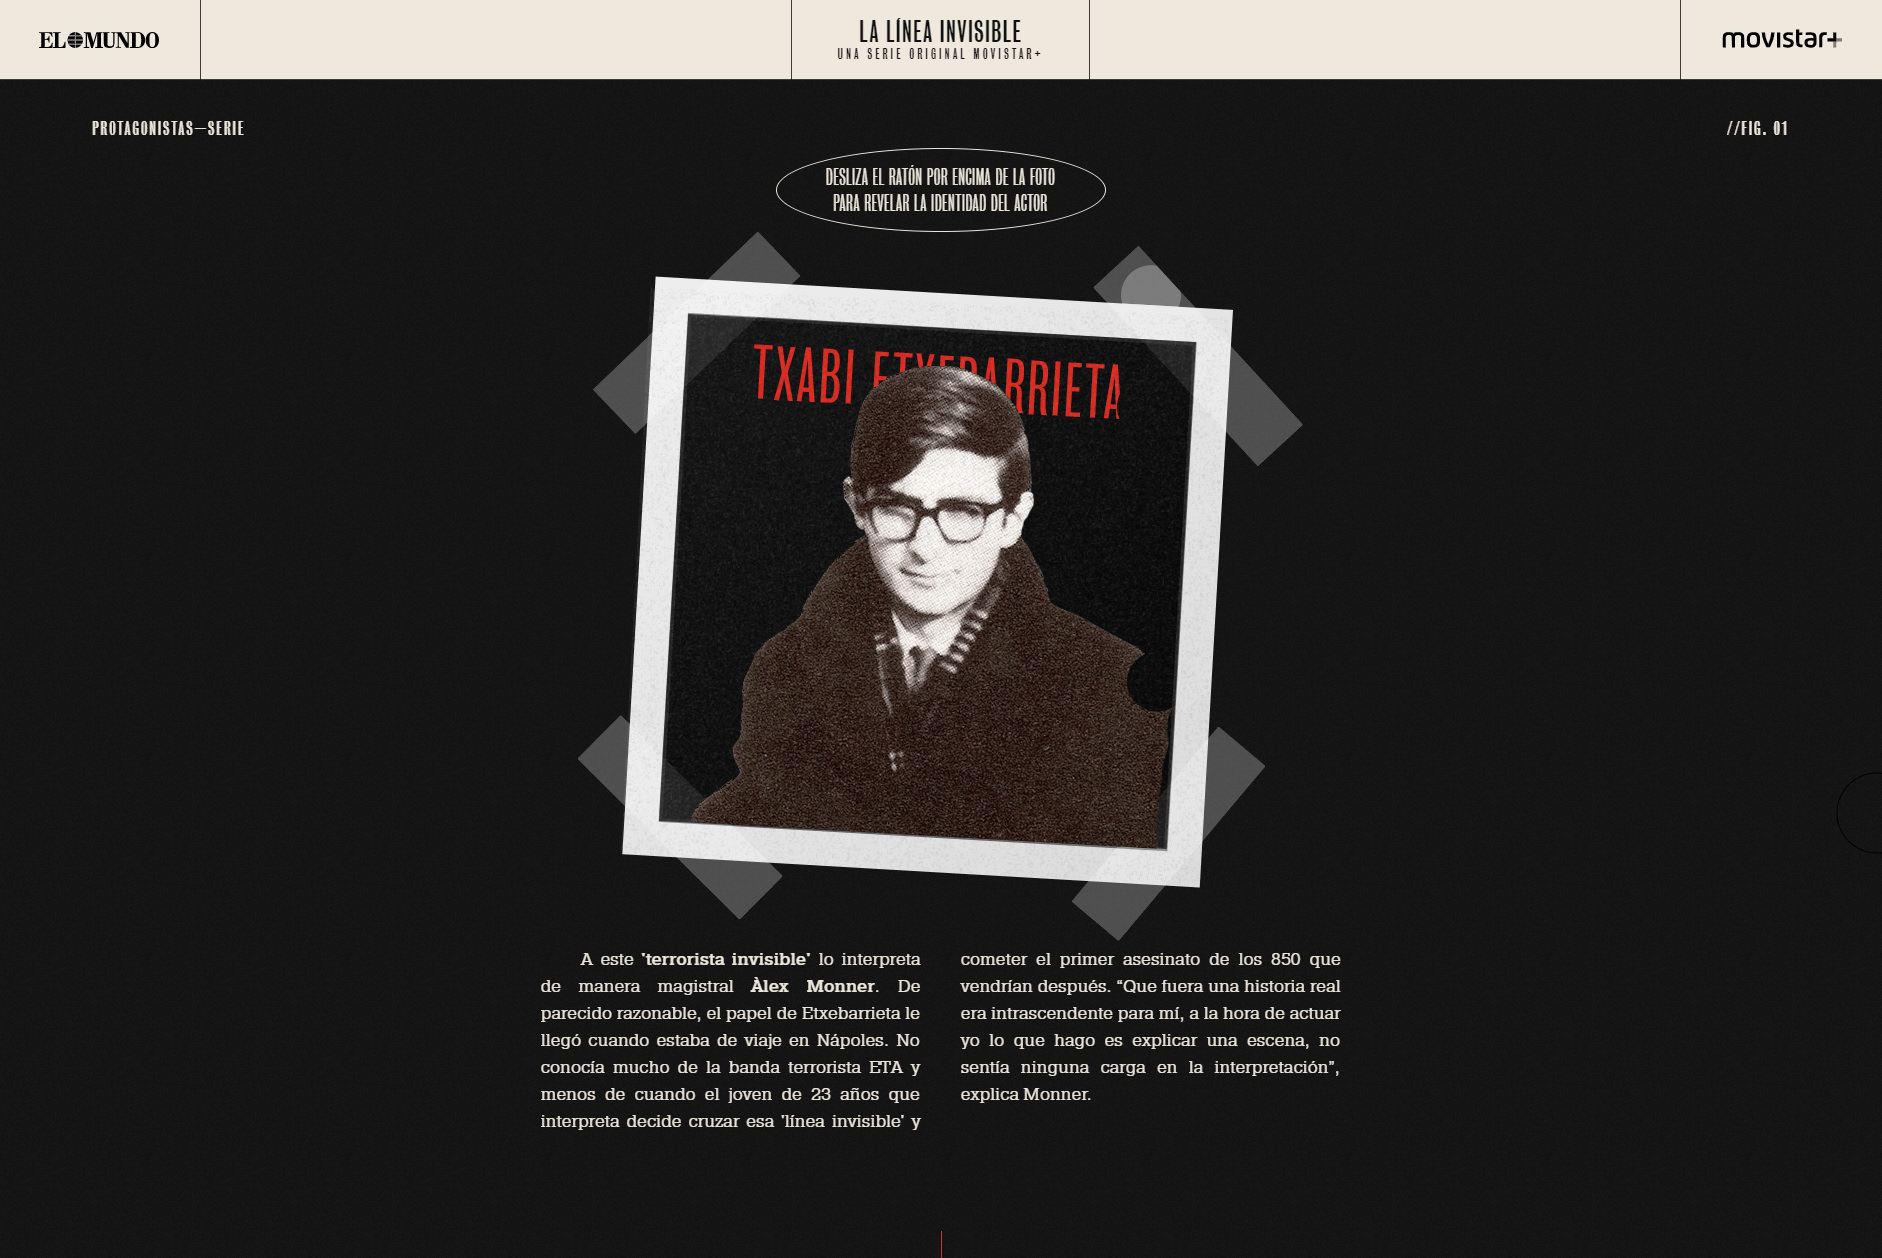 EL MUNDO
LA LÍNEA INVISIBLE
UNA SERIE ORIGINAL MOVISTAR+
movistar+
PROTAGONISTAS—SERIE
//FIG. 01
DESLIZA EL RATÓN POR ENCIMA DE LA FOTO
PARA REVELAR LA IDENTIDAD DEL ACTOR
TXABI ETXEBARRIETA
A este 'terrorista invisible' lo interpreta
de manera magistral Àlex Monner. De
parecido razonable, el papel de Etxebarrieta le
llegó cuando estaba de viaje en Nápoles. No
conocía mucho de la banda terrorista ETA y
menos de cuando el joven de 23 años que
interpreta decide cruzar esa 'línea invisible' y
cometer el primer asesinato de los 850 que
vendrían después. “Que fuera una historia real
era intrascendente para mí, a la hora de actuar
yo lo que hago es explicar una escena, no
sentía ninguna carga en la interpretación”,
explica Monner.